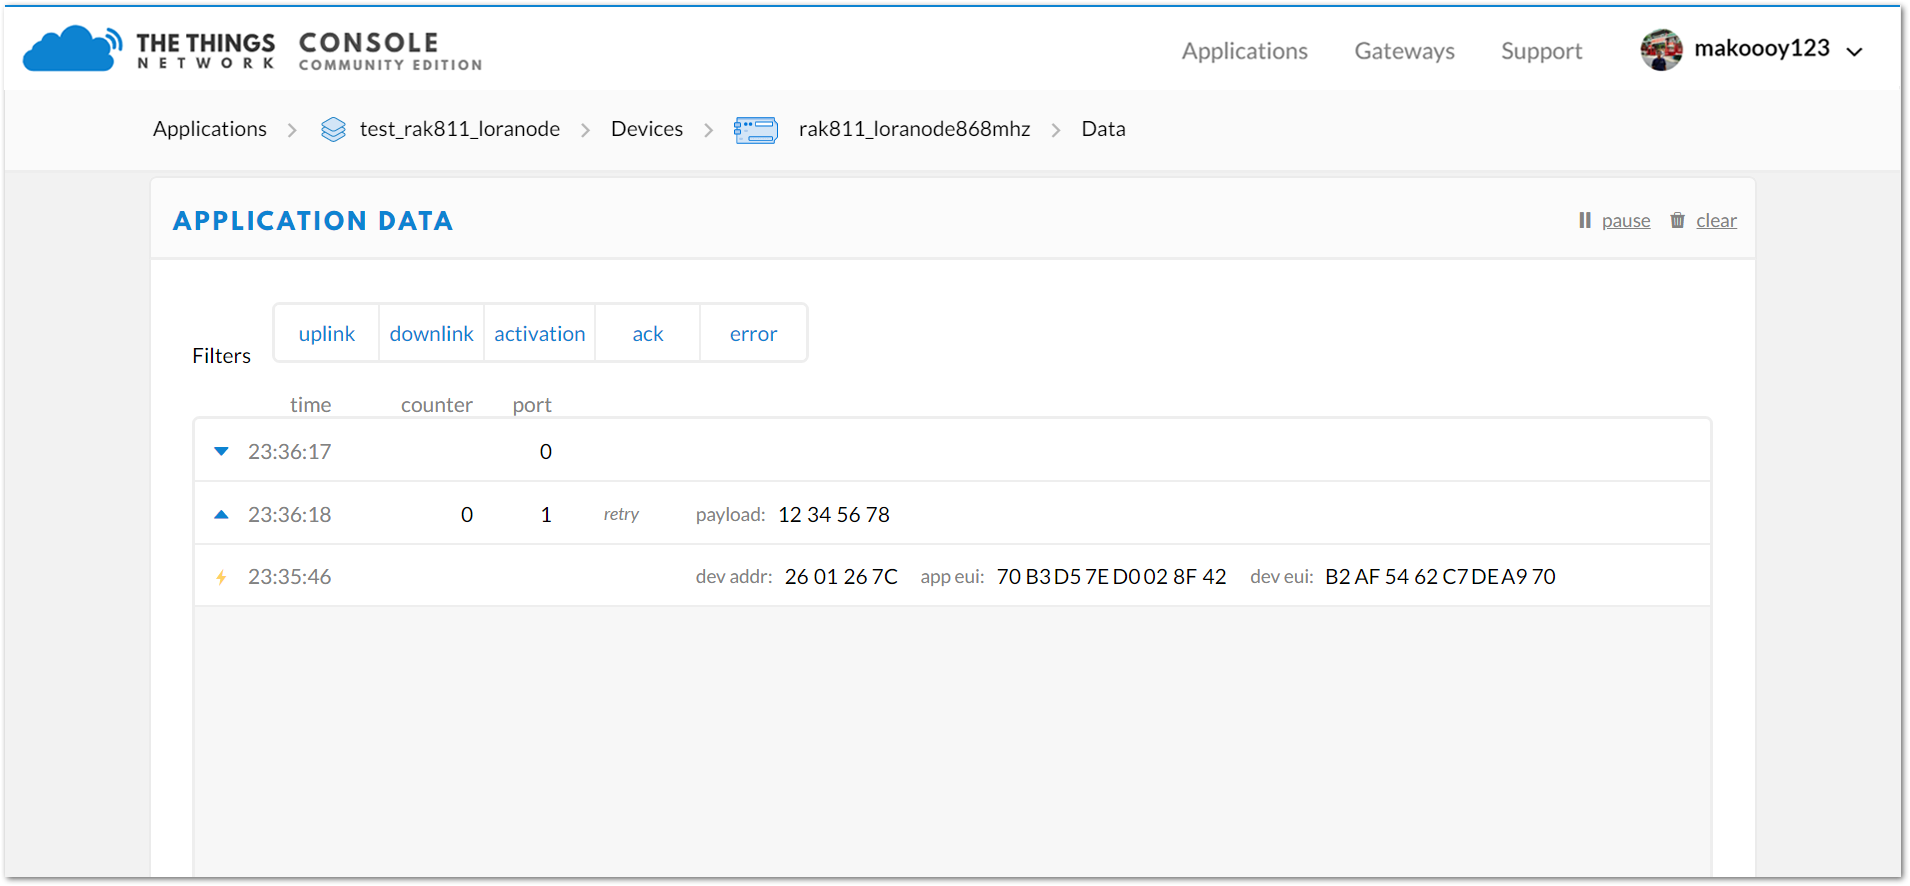 THE THINGS CONSOLE Applications Gateways Support makoooy123
NETWORK COMMUNITY EDITION
Applications test_rak811_loranode Devices rak811_loranode868mhz Data
APPLICATION DATA pause clear
Filters uplink downlink activation ack error
time counter port
23:36:17 0
23:36:18 0 1 retry payload: 12 34 56 78
23:35:46 dev addr: 26 01 26 7C app eui: 70 B3 D5 7E D0 02 8F 42 dev eui: B2 AF 54 62 C7 DE A9 70